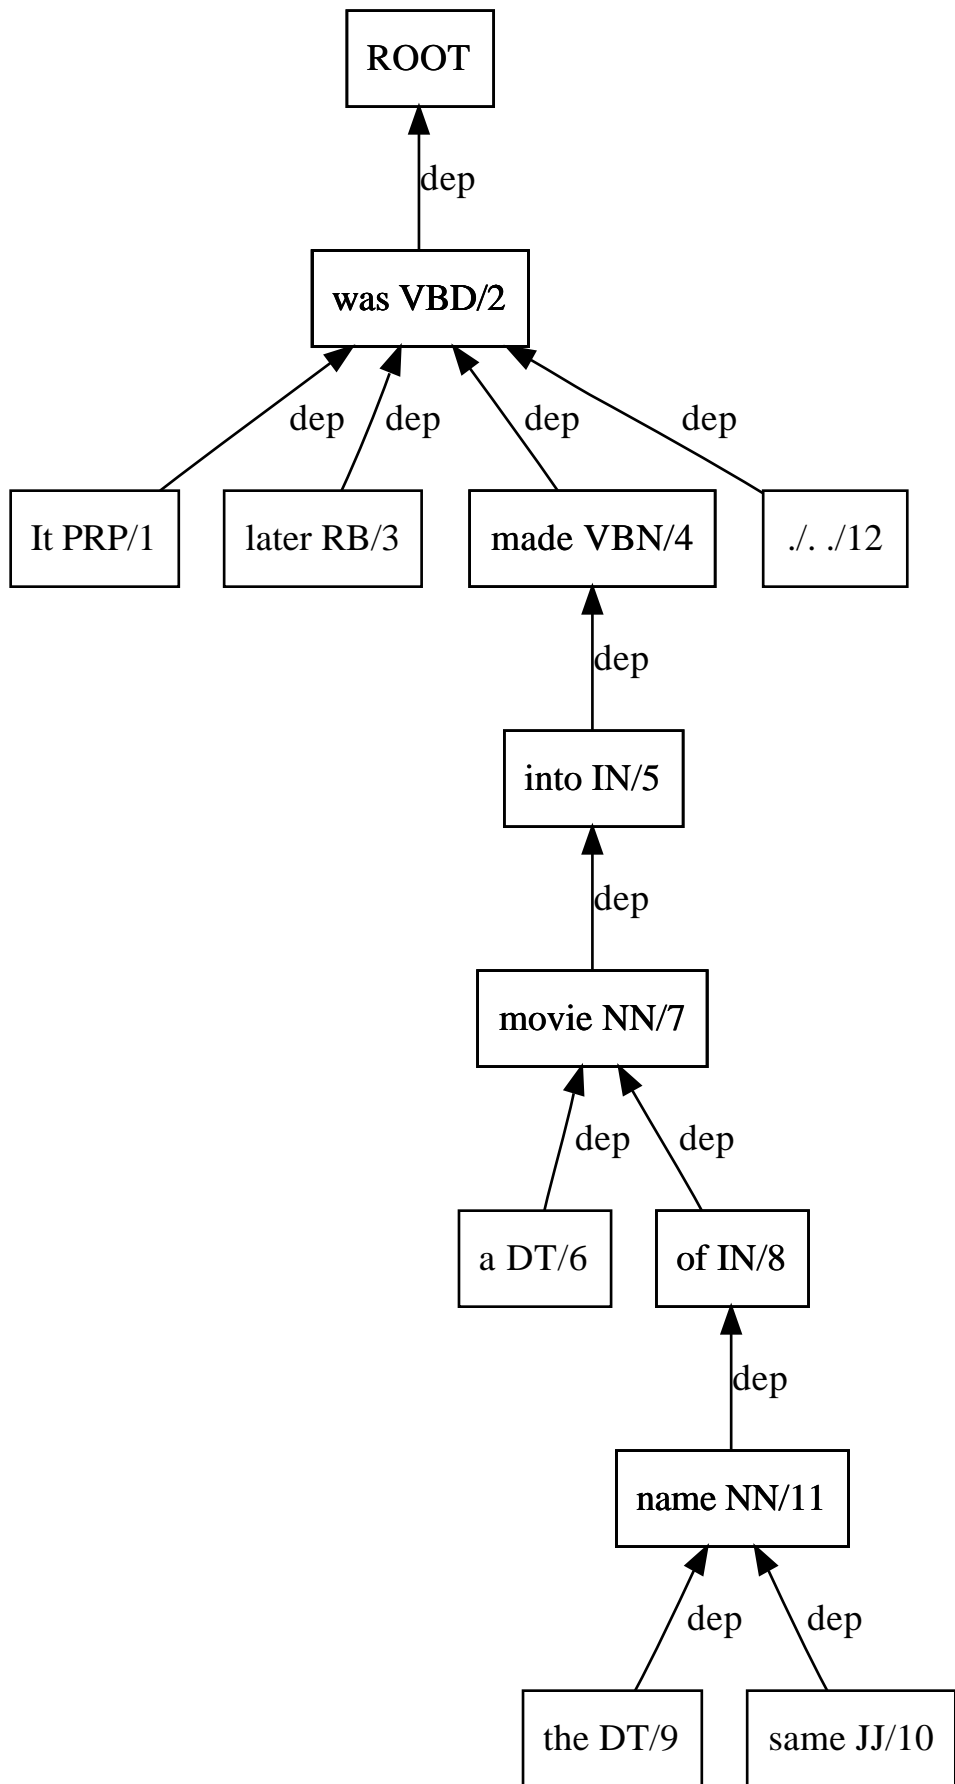 ROOT
dep
was VBD/2
dep dep dep dep
It PRP/1 later RB/3 made VBN/4 ./. ./12
dep
into IN/5
dep
movie NN/7
dep dep
a DT/6 of IN/8
dep
name NN/11
dep dep
the DT/9 same JJ/10